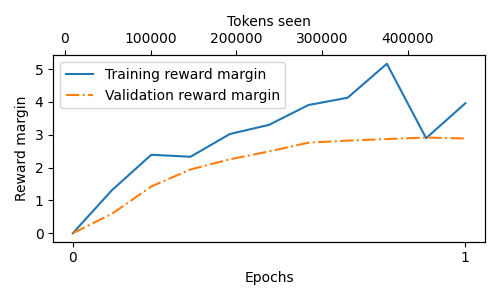 Tokens seen
0 100000 200000 300000 400000
Training reward margin
Validation reward margin
Reward margin
5
4
3
2
1
0
0 1
Epochs